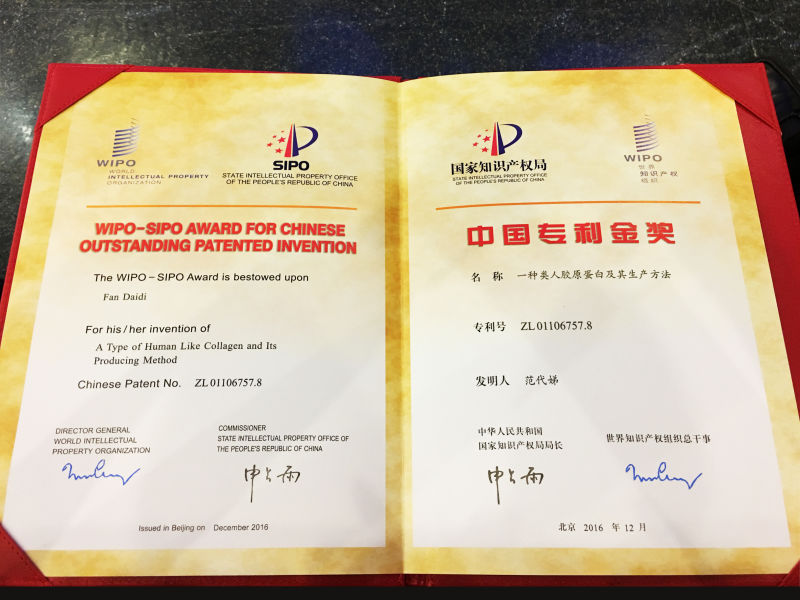 WIPO
WORLD
INTELLECTUAL PROPERTY
ORGANIZATION
SIPO
STATE INTELLECTUAL PROPERTY OFFICE
OF THE PEOPLE'S REPUBLIC OF CHINA
WIPO-SIPO AWARD FOR CHINESE
OUTSTANDING PATENTED INVENTION
The WIPO – SIPO Award is bestowed upon
Fan Daidi
For his/her invention of
A Type of Human Like Collagen and Its
Producing Method
Chinese Patent No. ZL 01106757.8
DIRECTOR GENERAL
WORLD INTELLECTUAL
PROPERTY ORGANIZATION
COMMISSIONER
STATE INTELLECTUAL PROPERTY OFFICE OF
THE PEOPLE'S REPUBLIC OF CHINA
申长雨
Issued in Beijing on December 2016
国家知识产权局
STATE INTELLECTUAL PROPERTY OFFICE
OF THE PEOPLE'S REPUBLIC OF CHINA
WIPO
世界
知识产权
组织
中国专利金奖
名 称 一种类人胶原蛋白及其生产方法
专利号 ZL 01106757.8
发明人 范代娣
中华人民共和国
国家知识产权局局长
世界知识产权组织总干事
申长雨
北京 2016 年 12 月